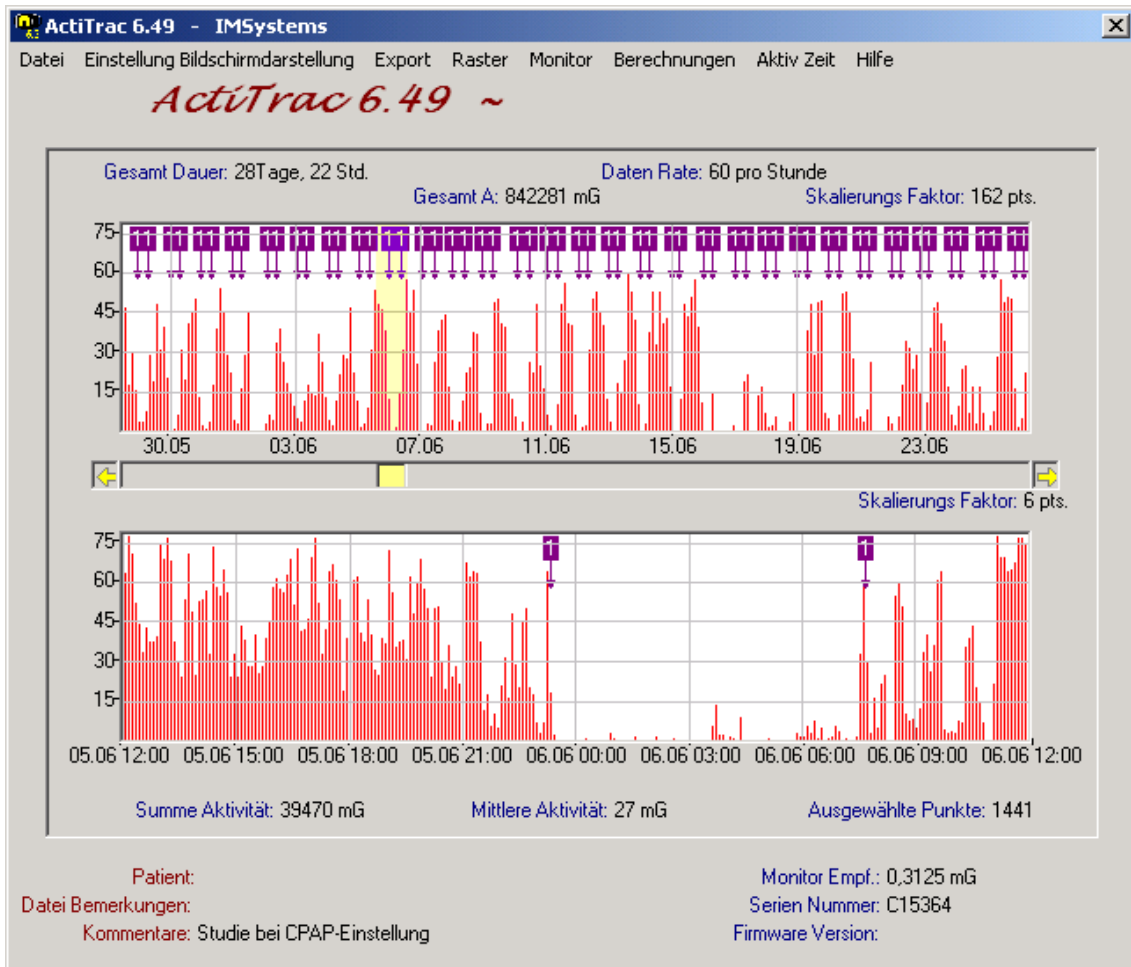 ActiTrac 6.49 - IMSystems
Datei Einstellung Bildschirmdarstellung Export Raster Monitor Berechnungen Aktiv Zeit Hilfe
ActiTrac 6.49 ~
Gesamt Dauer: 28Tage, 22 Std. Daten Rate: 60 pro Stunde
Gesamt A: 842281 mG Skalierungs Faktor: 162 pts.
75
60
45
30
15
30.05 03.06 07.06 11.06 15.06 19.06 23.06
Skalierungs Faktor: 6 pts.
75 1 1
60
45
30
15
05.06 12:00 05.06 15:00 05.06 18:00 05.06 21:00 06.06 00:00 06.06 03:00 06.06 06:00 06.06 09:00 06.06 12:00
Summe Aktivität: 39470 mG Mittlere Aktivität: 27 mG Ausgewählte Punkte: 1441
Patient: Monitor Empf.: 0,3125 mG
Datei Bemerkungen: Serien Nummer: C15364
Kommentare: Studie bei CPAP-Einstellung Firmware Version: